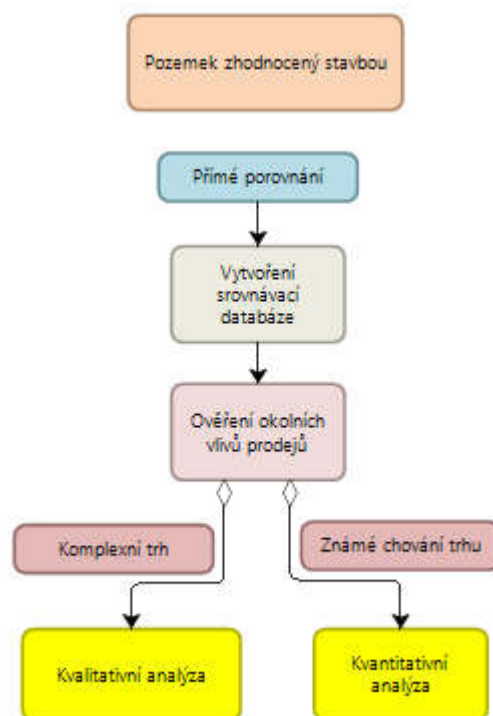 Pozemek zhodnocený stavbou
Přímé porovnání
Vytvoření
srovnávací
databáze
Ověření okolních
vlivů prodejů
Komplexní trh
Známé chování trhu
Kvalitativní analýza
Kvantitativní
analýza